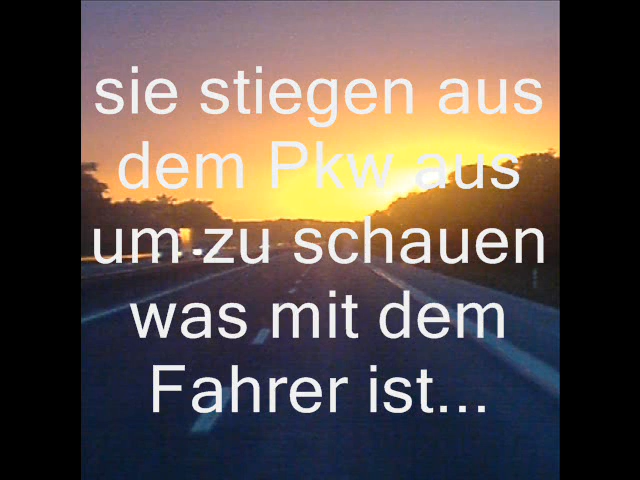 sie stiegen aus
dem Pkw aus
um zu schauen
was mit dem
Fahrer ist...